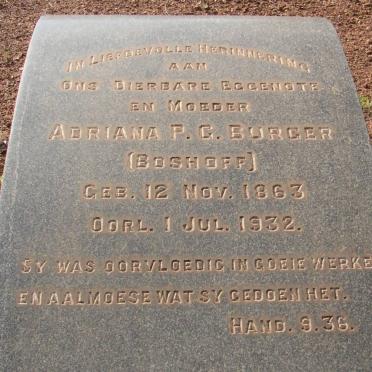 In Liefdevolle Herinnering
aan
Ons Dierbare Eggenote
en Moeder
Adriana P. C. Burger
(Boshoff)
Geb. 12 Nov. 1863
Oorl. 1 Jul. 1932.
Sy was oorvloedig in goeie werke
en aalmoese wat sy gedoen het.
Hand. 9.36.